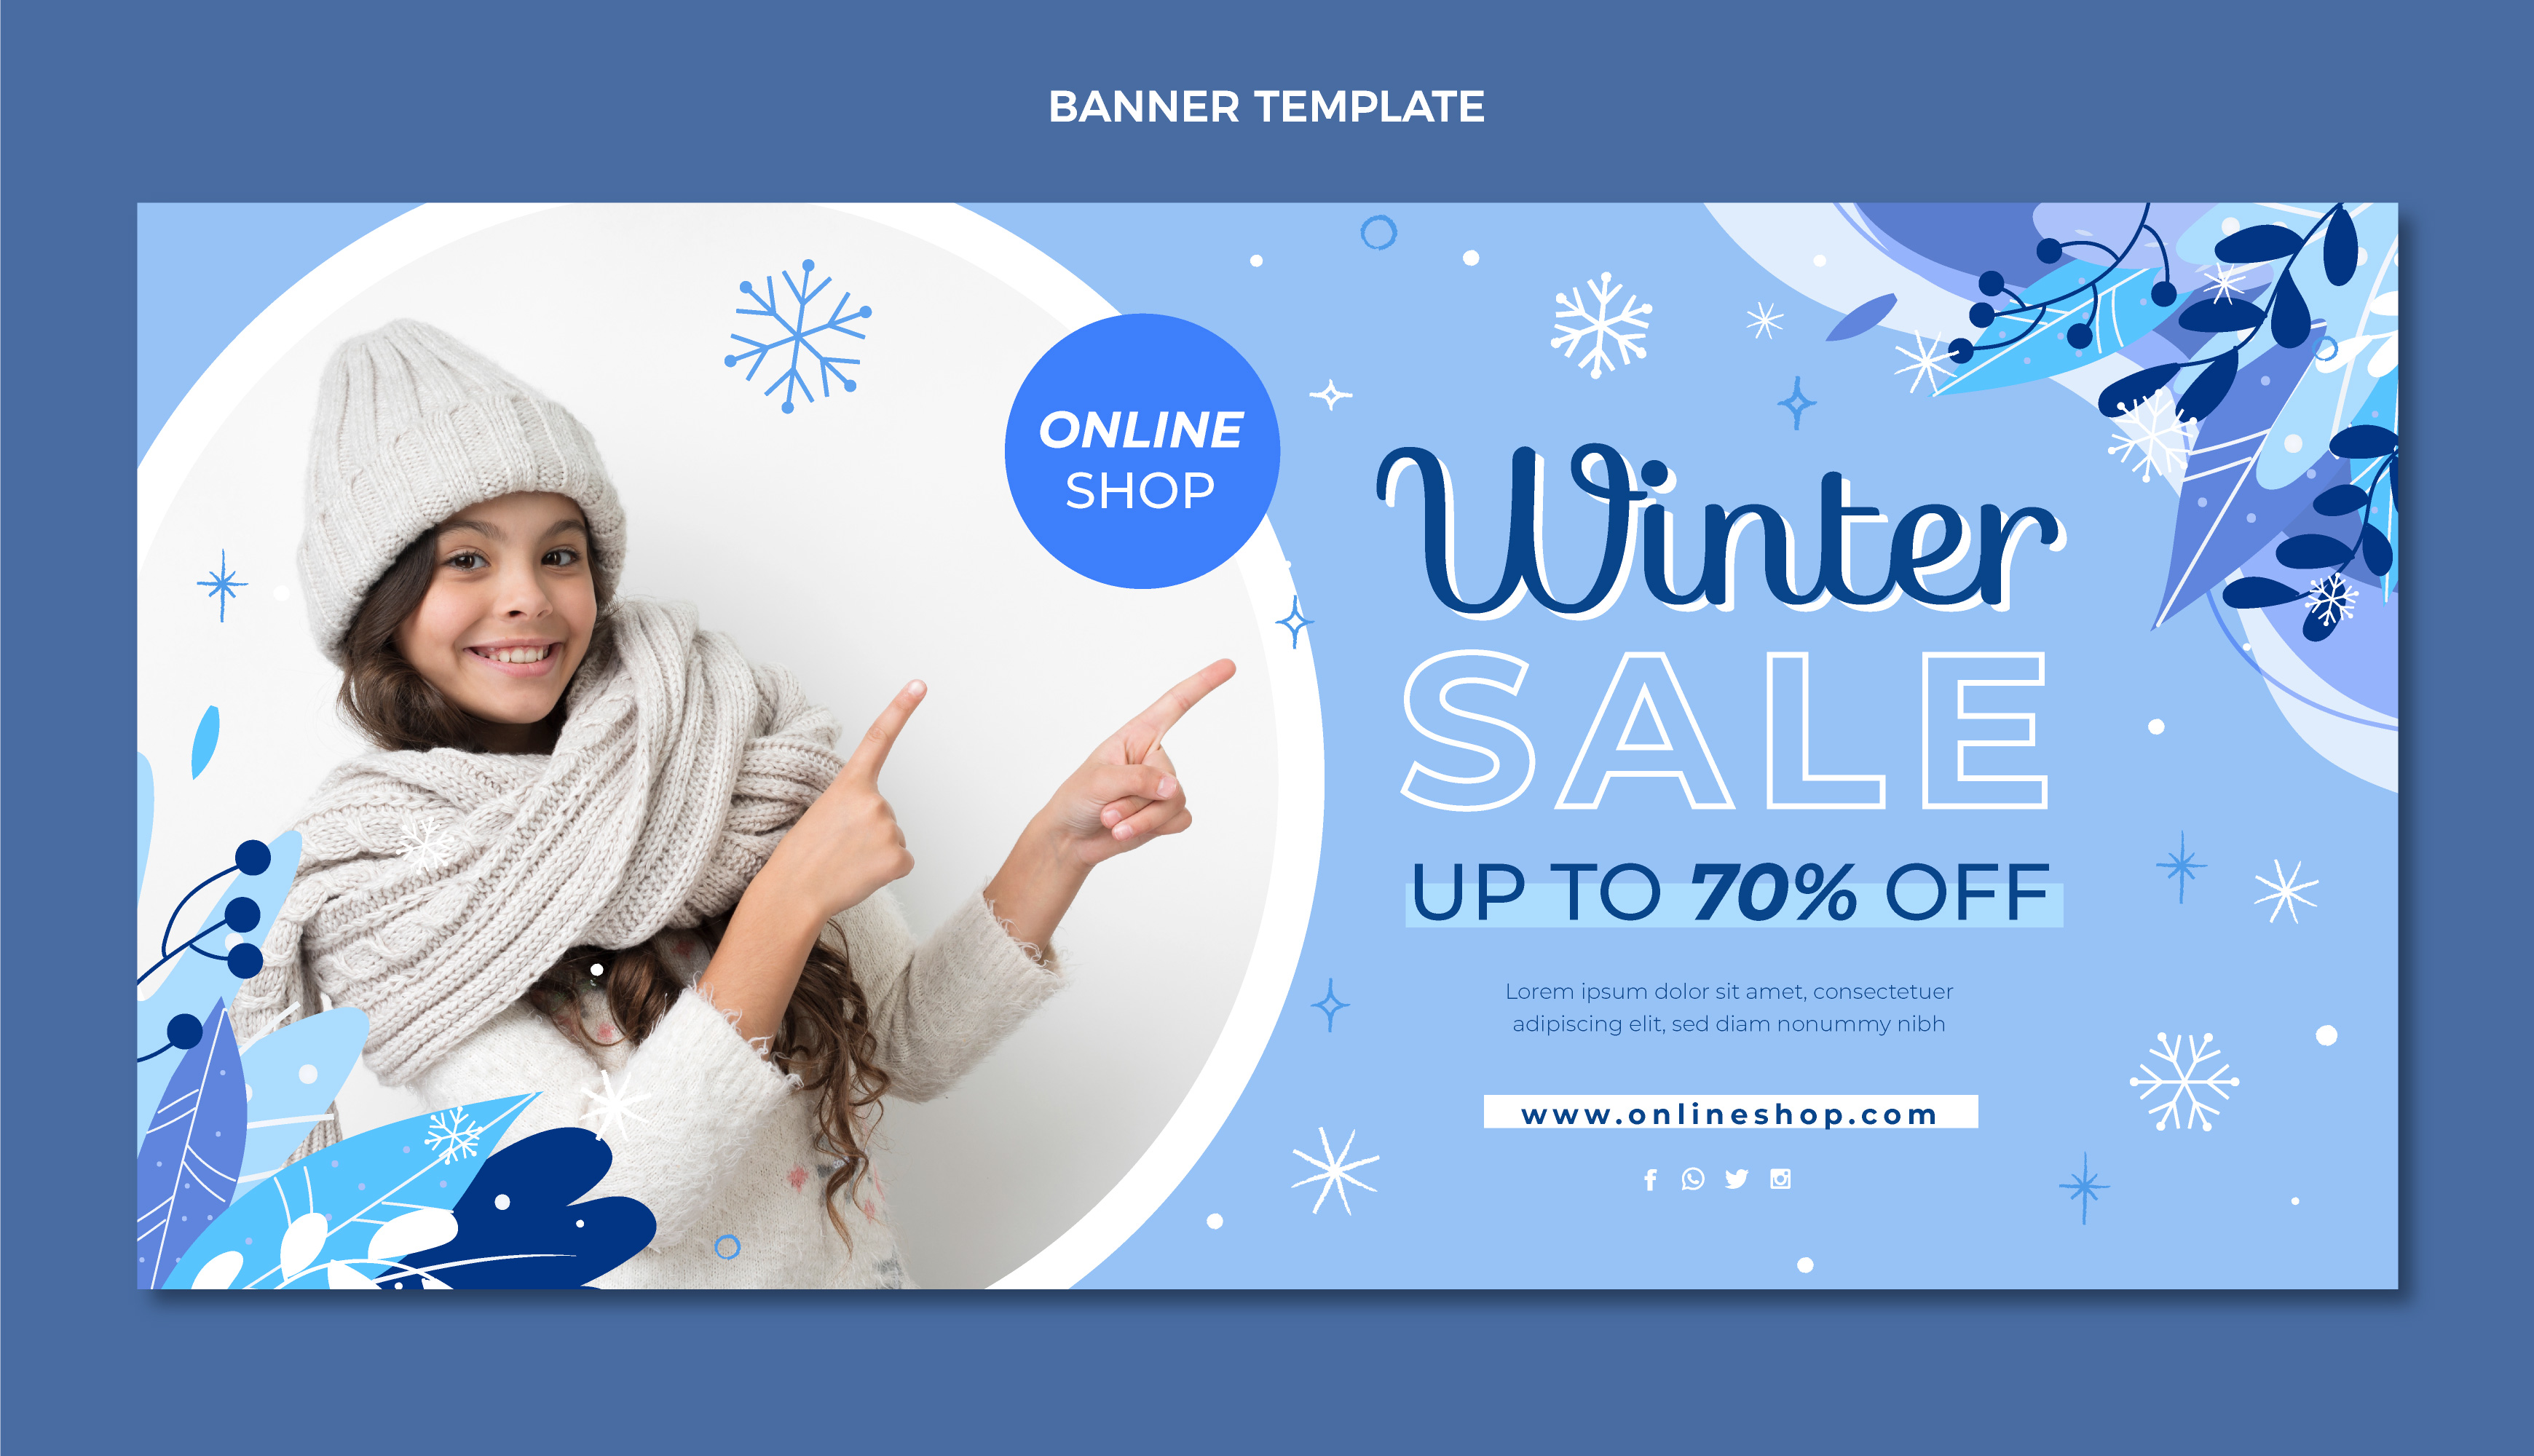 BANNER TEMPLATE
ONLINE
SHOP
Winter
SALE
UP TO 70% OFF
Lorem ipsum dolor sit amet, consectetuer
adipiscing elit, sed diam nonummy nibh
www.onlineshop.com